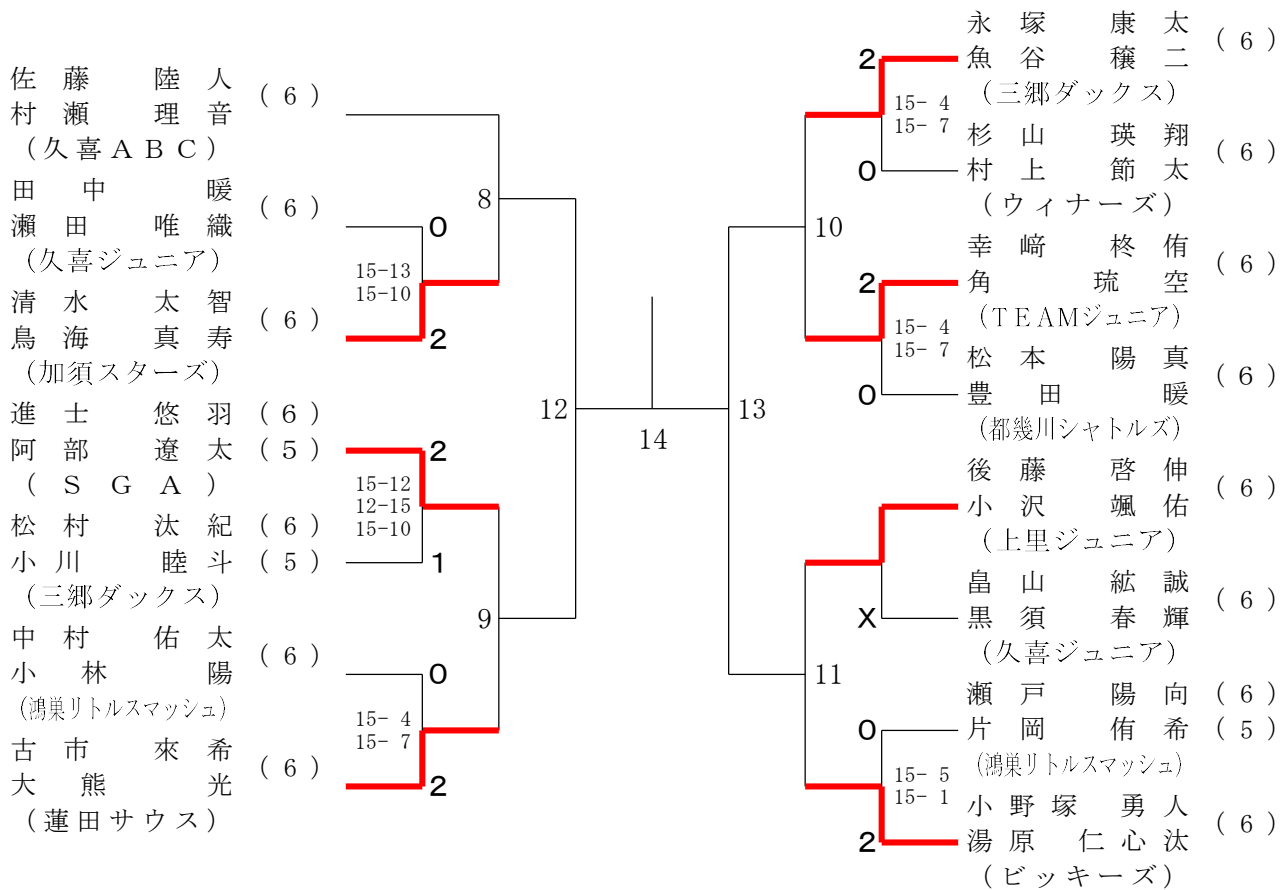 佐藤 陸人 (6)
村瀬 理音
(久喜ABC)
田中 暖 (6)
瀬田 唯織
(久喜ジュニア)
清水 太智 (6)
鳥海 真寿
(加須スターズ)
進士 悠羽 (6)
阿部 遼太 (5)
(SGA)
松村 汰紀 (6)
小川 睦斗 (5)
(三郷ダックス)
中村 佑太 (6)
小林 陽
(鴻巣リトルスマッシュ)
古市 來希 (6)
大熊 光
(蓮田サウス)
8
0
15-13
15-10
2
12
2
15-12
12-15
15-10
1
9
0
15- 4
15- 7
2
14
13
2
15- 4
15- 7
0
10
2
15- 4
15- 7
0
X
11
0
15- 5
15- 1
2
永塚 康太 (6)
魚谷 穣二
(三郷ダックス)
杉山 瑛翔 (6)
村上 節太
(ウィナーズ)
幸﨑 柊侑 (6)
角 琉空
(TEAMジュニア)
松本 陽真 (6)
豊田 暖
(都幾川シャトルズ)
後藤 啓伸 (6)
小沢 颯佑
(上里ジュニア)
畠山 絋誠 (6)
黒須 春輝
(久喜ジュニア)
瀬戸 陽向 (6)
片岡 侑希 (5)
(鴻巣リトルスマッシュ)
小野塚 勇人 (6)
湯原 仁心汰
(ビッキーズ)